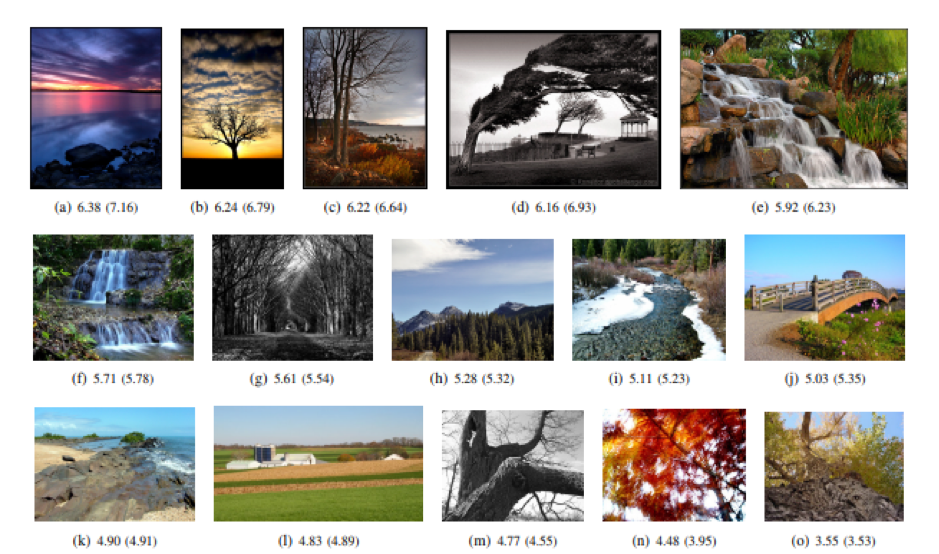 (a) 6.38 (7.16) (b) 6.24 (6.79) (c) 6.22 (6.64) (d) 6.16 (6.93) (e) 5.92 (6.23)
(f) 5.71 (5.78) (g) 5.61 (5.54) (h) 5.28 (5.32) (i) 5.11 (5.23) (j) 5.03 (5.35)
(k) 4.90 (4.91) (l) 4.83 (4.89) (m) 4.77 (4.55) (n) 4.48 (3.95) (o) 3.55 (3.53)